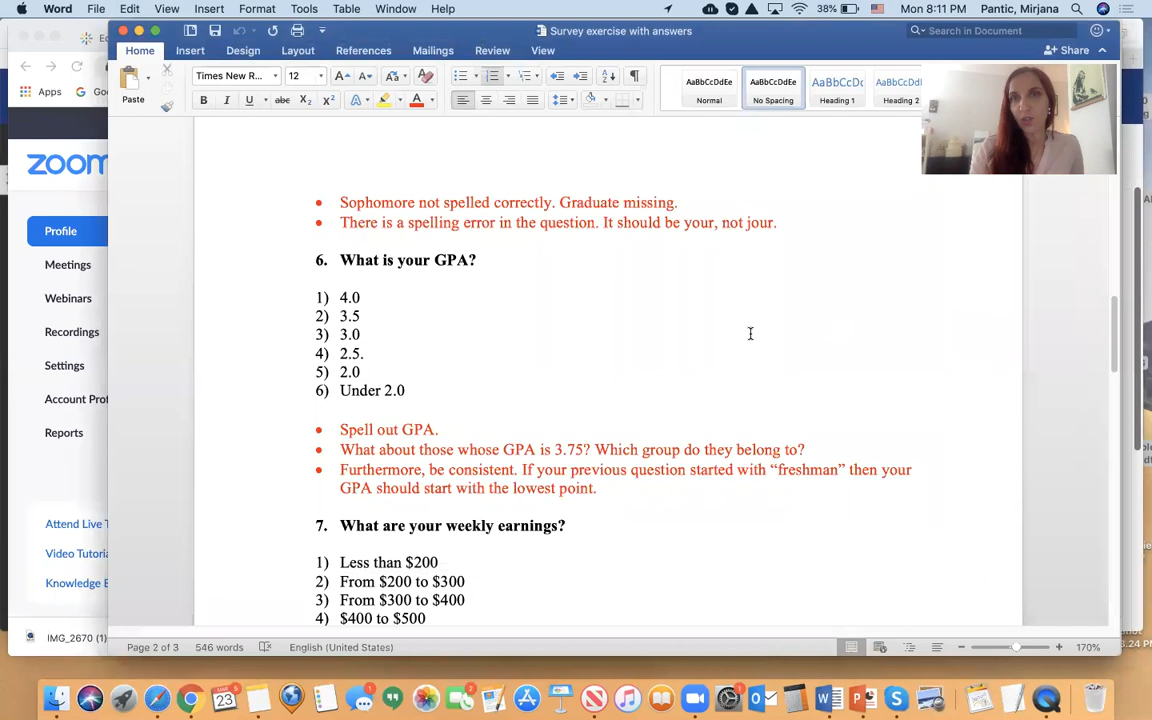 Word File Edit View Insert Format Tools Table Window Help 38% Mon 8:11 PM Pantic, Mirjana
Survey exercise with answers
Search in Document
Home Insert Design Layout References Mailings Review View
Share
Apps
Paste
Times New R... 12
B I U abc X2 X2
AaBbCcDdEe AaBbCcDdEe AaBbCcDc AaBbCcDdEe
Normal No Spacing Heading 1 Heading 2
zoom
Profile
Meetings
Webinars
Recordings
Settings
Account Prof
Reports
Attend Live T
Video Tutoria
Knowledge B
• Sophomore not spelled correctly. Graduate missing.
• There is a spelling error in the question. It should be your, not jour.
6. What is your GPA?
1) 4.0
2) 3.5
3) 3.0
4) 2.5.
5) 2.0
6) Under 2.0
• Spell out GPA.
• What about those whose GPA is 3.75? Which group do they belong to?
• Furthermore, be consistent. If your previous question started with “freshman” then your
GPA should start with the lowest point.
7. What are your weekly earnings?
1) Less than $200
2) From $200 to $300
3) From $300 to $400
4) $400 to $500
IMG_2670 (1)
Page 2 of 3 546 words English (United States) 170%